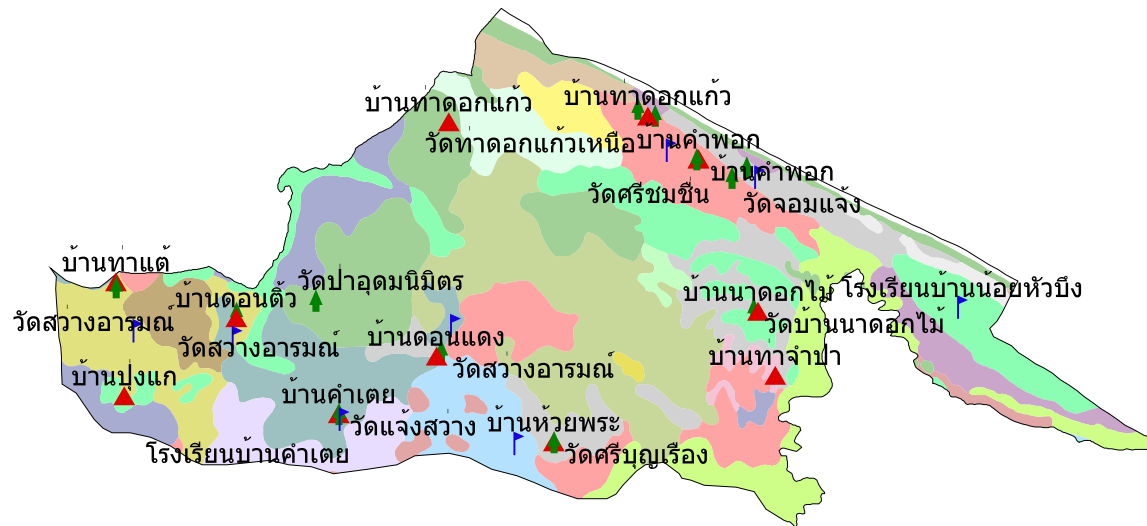 บ้านท่าดอกแก้ว
บ้านท่าดอกแก้ว
วัดท่าดอกแก้วเหนือ
บ้านคำพอก
บ้านคำพอก
วัดศรีชมชื่น
วัดจอมแจ้ง
บ้านท่าแต้
วัดป่าอุดมนิมิตร
บ้านดอนติ้ว
บ้านนาดอกไม้
โรงเรียนบ้านน้อยหัวบึง
วัดสว่างอารมณ์
วัดบ้านนาดอกไม้
บ้านดอนแดง
วัดสว่างอารมณ์
บ้านท่าจำปา
วัดสว่างอารมณ์
บ้านปุ่งแก
บ้านคำเตย
บ้านห้วยพระ
วัดแจ้งสว่าง
โรงเรียนบ้านคำเตย
วัดศรีบุญเรือง